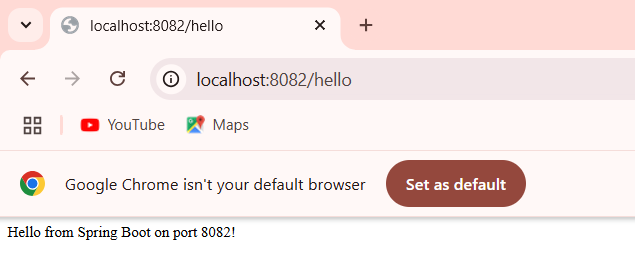 localhost:8082/hello
localhost:8082/hello
YouTube Maps
Google Chrome isn't your default browser Set as default
Hello from Spring Boot on port 8082!